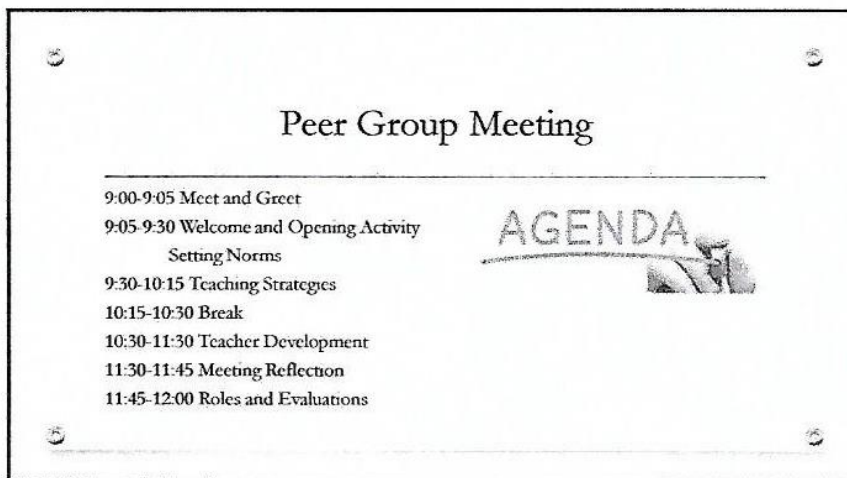 Peer Group Meeting
9:00-9:05 Meet and Greet
9:05-9:30 Welcome and Opening Activity
Setting Norms
9:30-10:15 Teaching Strategies
10:15-10:30 Break
10:30-11:30 Teacher Development
11:30-11:45 Meeting Reflection
11:45-12:00 Roles and Evaluations
AGENDA